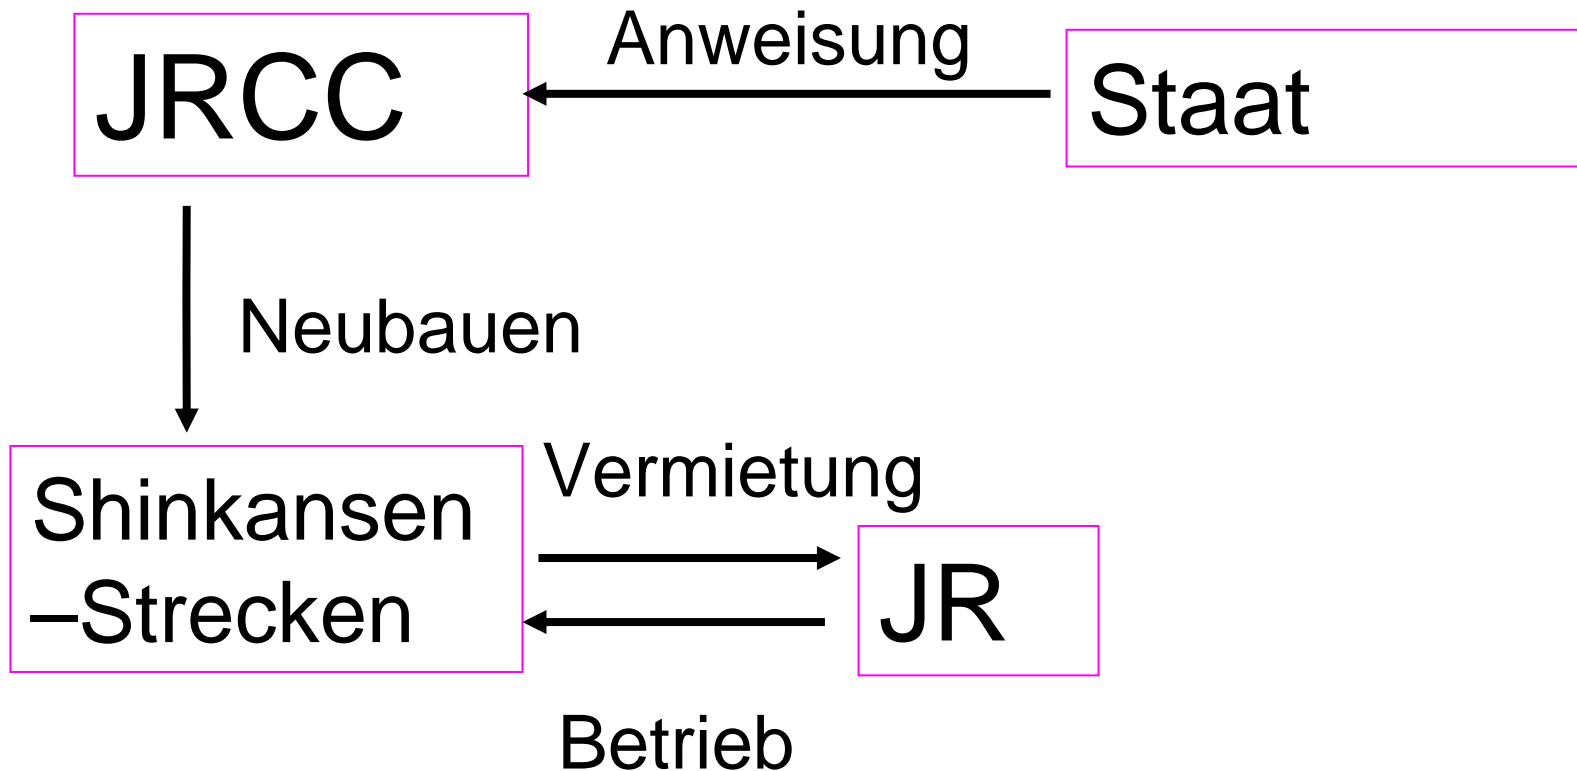 JRCC
Anweisung
Staat
Neubauen
Shinkansen
–Strecken
Vermietung
JR
Betrieb